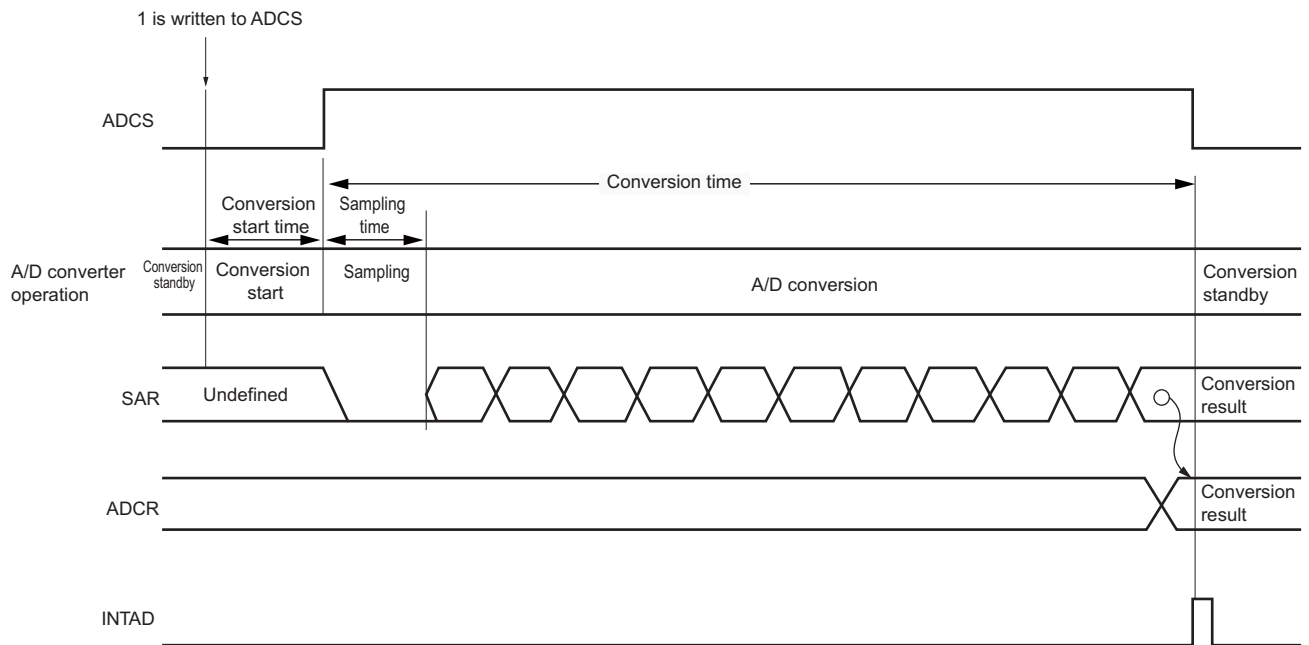 1 is written to ADCS
ADCS
Conversion time
Conversion
start time
Sampling
time
A/D converter
operation
Conversion
standby
Conversion
start
Sampling
A/D conversion
Conversion
standby
SAR
Undefined
Conversion
result
ADCR
Conversion
result
INTAD